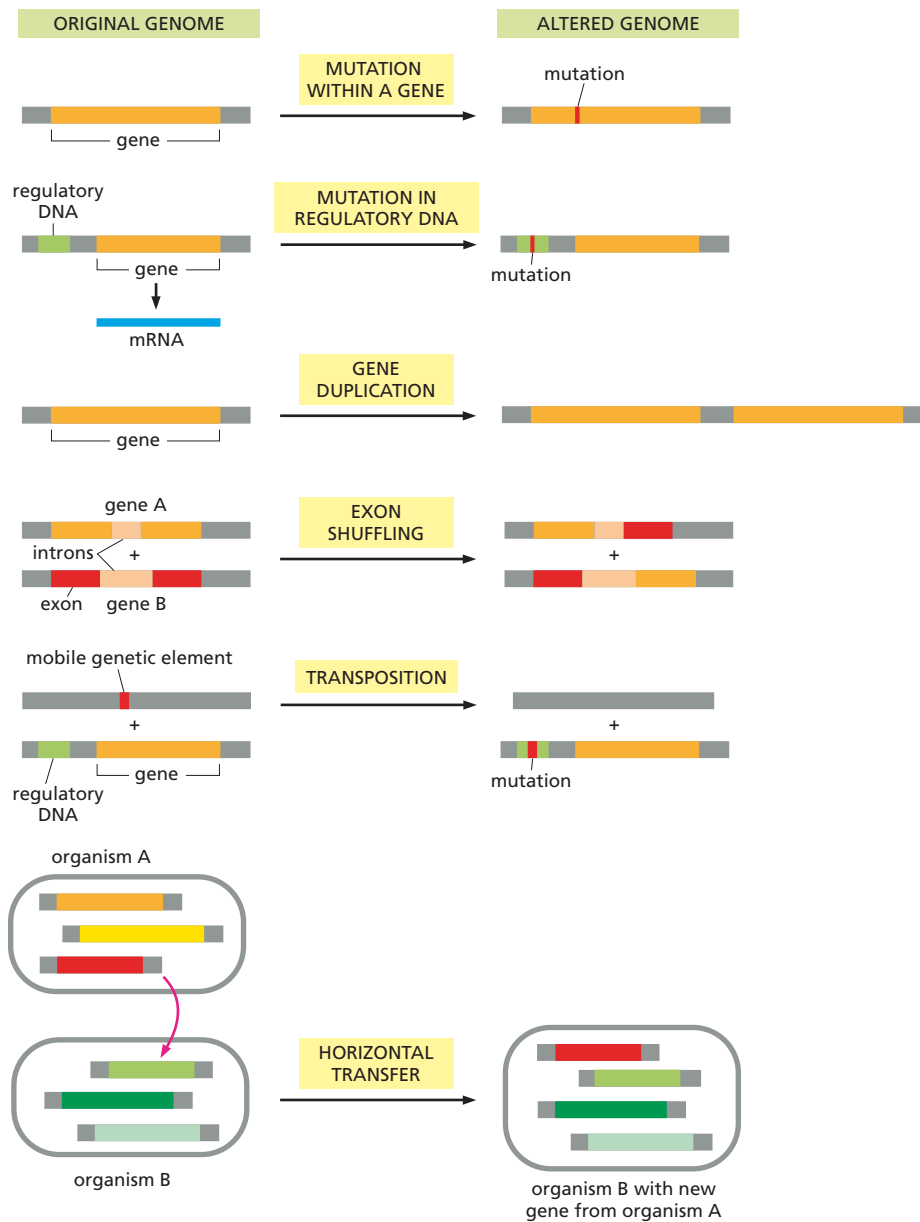 ORIGINAL GENOME
ALTERED GENOME
MUTATION
WITHIN A GENE
mutation
gene
regulatory
DNA
MUTATION IN
REGULATORY DNA
gene
mutation
mRNA
GENE
DUPLICATION
gene
gene A
EXON
SHUFFLING
introns
+
+
exon
gene B
mobile genetic element
TRANSPOSITION
+
+
gene
regulatory
DNA
mutation
organism A
HORIZONTAL
TRANSFER
organism B
organism B with new
gene from organism A